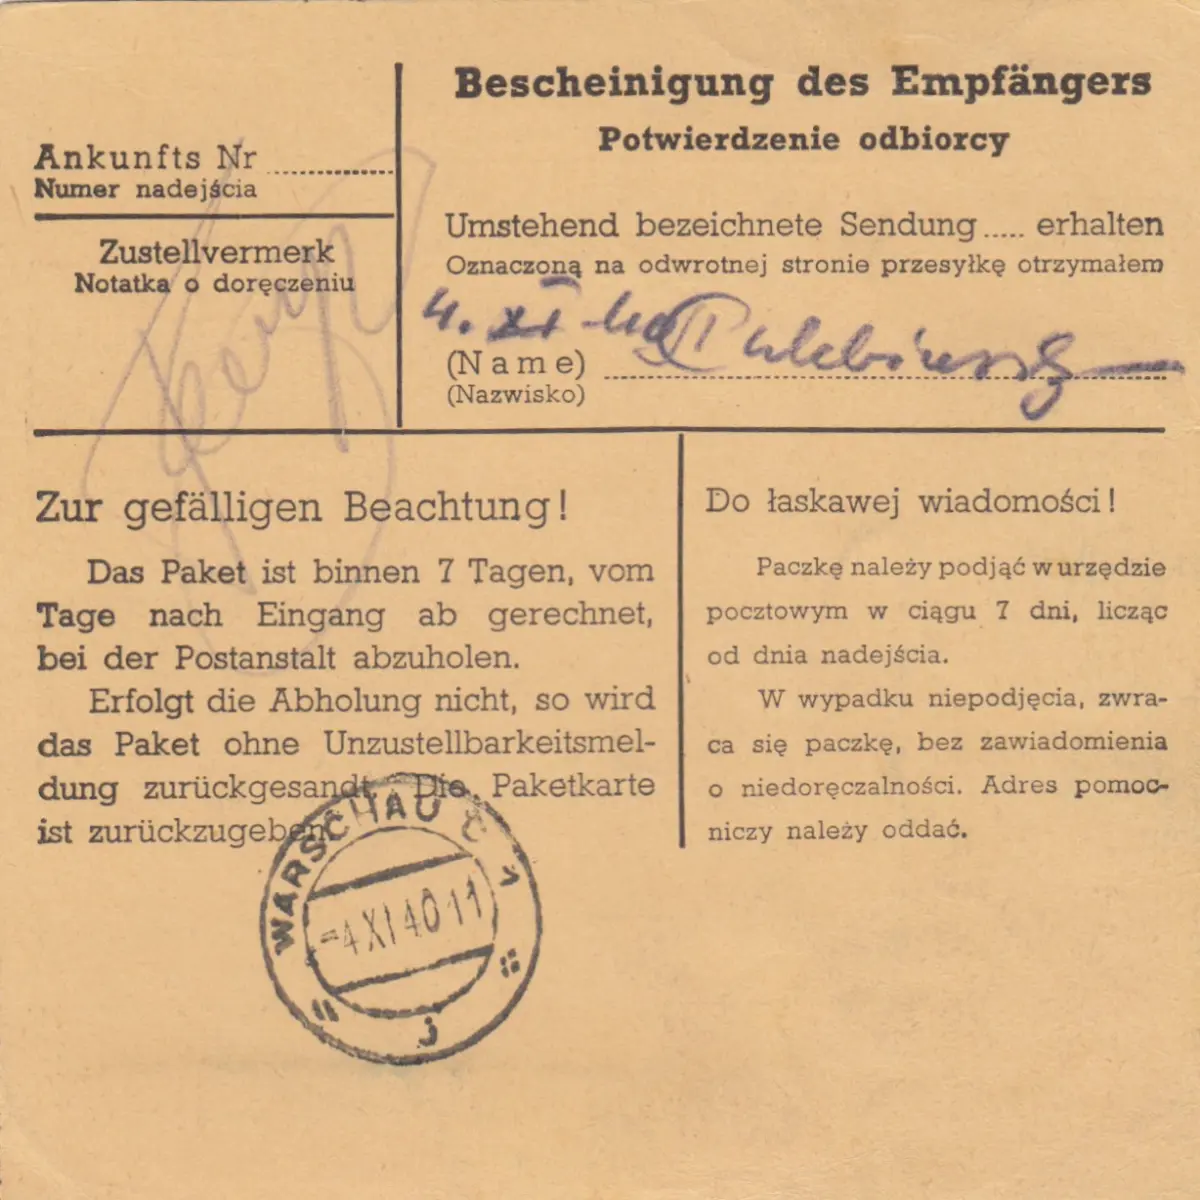 Ankunfts Nr ..............
Numer nadejścia
Zustellvermerk
Notatka o doręczeniu
Bescheinigung des Empfängers
Potwierdzenie odbiorcy
Umstehend bezeichnete Sendung ..... erhalten
Oznaczoną na odwrotnej stronie przesyłkę otrzymałem
4. XI
(Name)
(Nazwisko)
Zur gefälligen Beachtung!
Das Paket ist binnen 7 Tagen, vom
Tage nach Eingang ab gerechnet,
bei der Postanstalt abzuholen.
Erfolgt die Abholung nicht, so wird
das Paket ohne Unzustellbarkeitsmel-
dung zurückgesandt. Die Paketkarte
ist zurückzugeben.
Do łaskawej wiadomości!
Paczkę należy podjąć w urzędzie
pocztowym w ciągu 7 dni, licząc
od dnia nadejścia.
W wypadku niepodjęcia, zwra-
ca się paczkę, bez zawiadomienia
o niedoręczalności. Adres pomoc-
niczy należy oddać.
WARSCHAU C 1
-4 XI 40 11
j